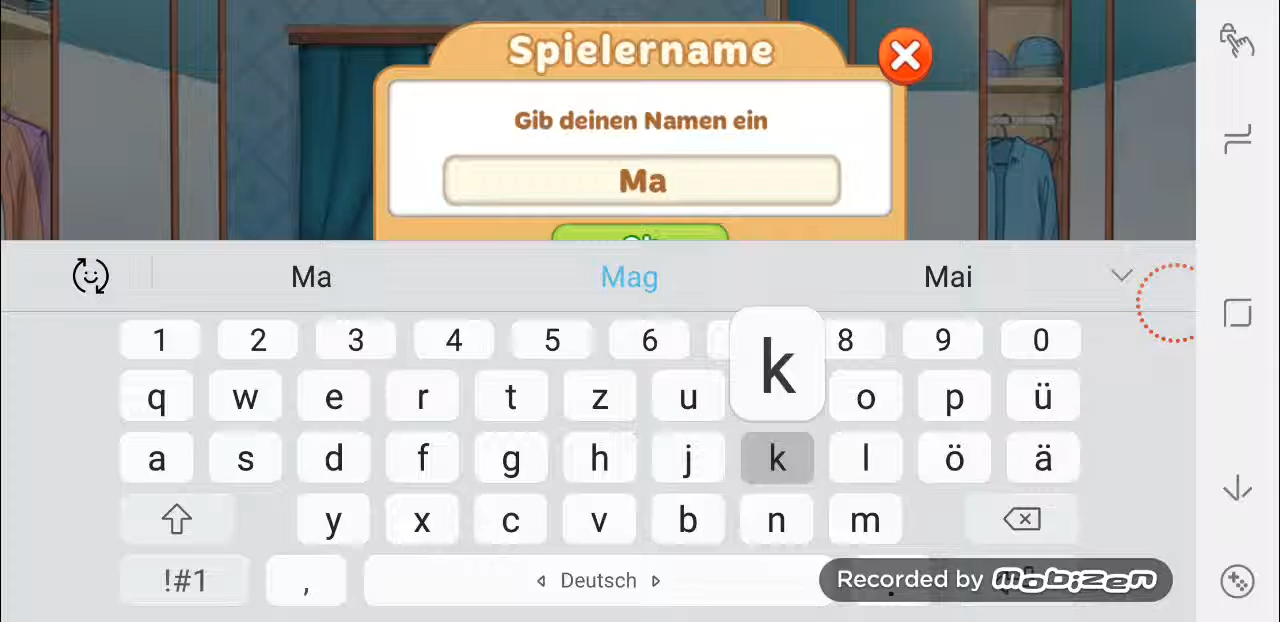 Spielername
Gib deinen Namen ein
Ma
Ma Mag Mai
1 2 3 4 5 6 8 9 0
k
q w e r t z u o p ü
a s d f g h j k l ö ä
y x c v b n m
!#1 , Deutsch .
Recorded by mobizen